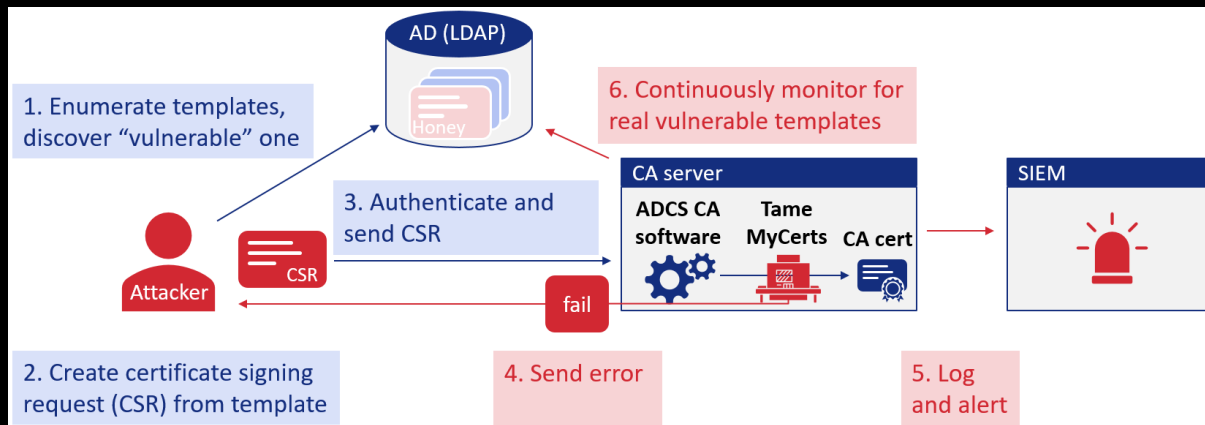 AD (LDAP)
Honey
1. Enumerate templates,
discover “vulnerable” one
6. Continuously monitor for
real vulnerable templates
3. Authenticate and
send CSR
CSR
Attacker
CA server
ADCS CA
software
Tame
MyCerts
CA cert
SIEM
fail
2. Create certificate signing
request (CSR) from template
4. Send error
5. Log
and alert